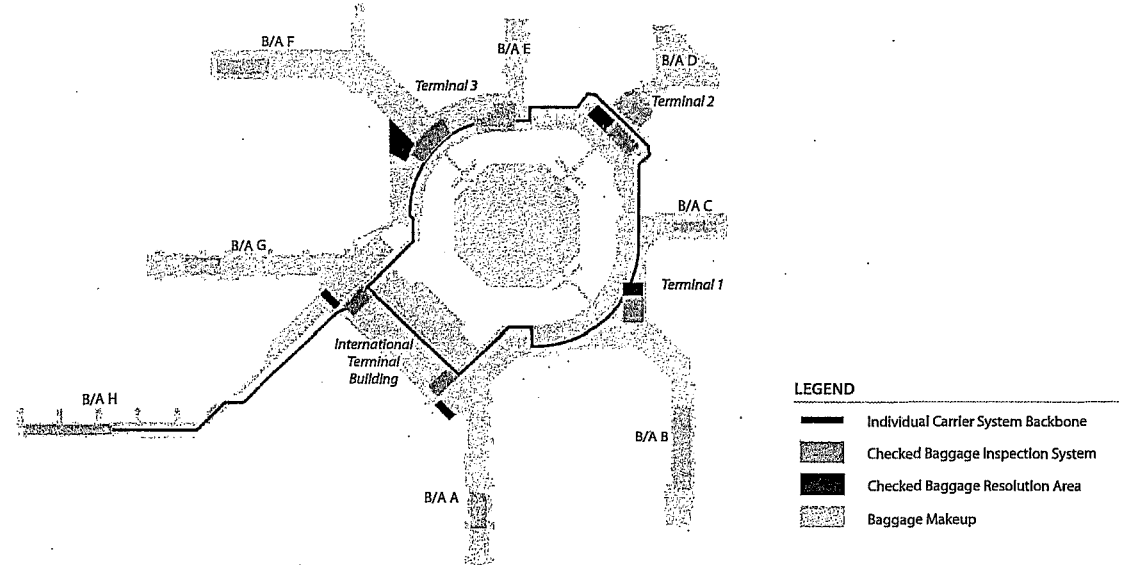 B/A F
B/A E
B/A D
Terminal 3
Terminal 2
B/A C
B/A G
Terminal 1
International
Terminal
Building
B/A H
B/A B
B/A A
LEGEND
Individual Carrier System Backbone
Checked Baggage Inspection System
Checked Baggage Resolution Area
Baggage Makeup